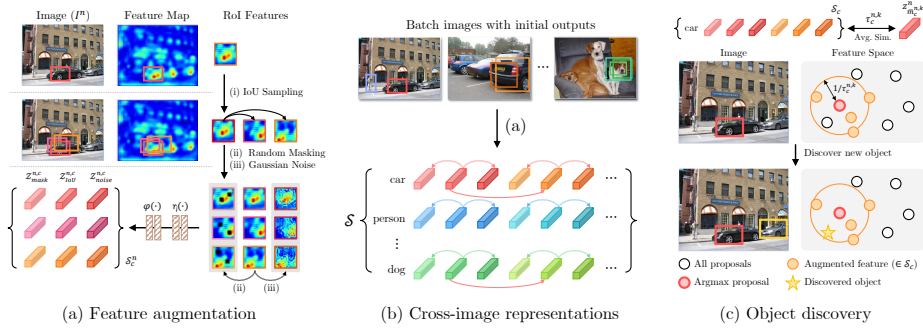 Image (Iⁿ) Feature Map RoI Features
(i) IoU Sampling
(ii) Random Masking
(iii) Gaussian Noise
Z_mask^{n,c} Z_IoU^{n,c} Z_noise^{n,c}
φ(·) η(·)
S_c^n
(ii) (iii)
(a) Feature augmentation
Batch images with initial outputs
...
(a)
S
car ...
person ...
⋮
dog ...
(b) Cross-image representations
car S_c τ_c^{n,k} z_{m_c^{n,k}}^n
Avg. Sim.
Image Feature Space
1/τ_c^{n,k}
Discover new object
All proposals Augmented feature (∈ S_c)
Argmax proposal Discovered object
(c) Object discovery